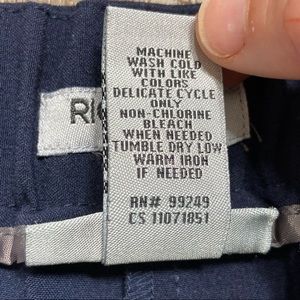 MACHINE
WASH COLD
WITH LIKE
COLORS
DELICATE CYCLE
ONLY
NON-CHLORINE
BLEACH
WHEN NEEDED
TUMBLE DRY LOW
WARM IRON
IF NEEDED
RN# 99249
CS 11071851